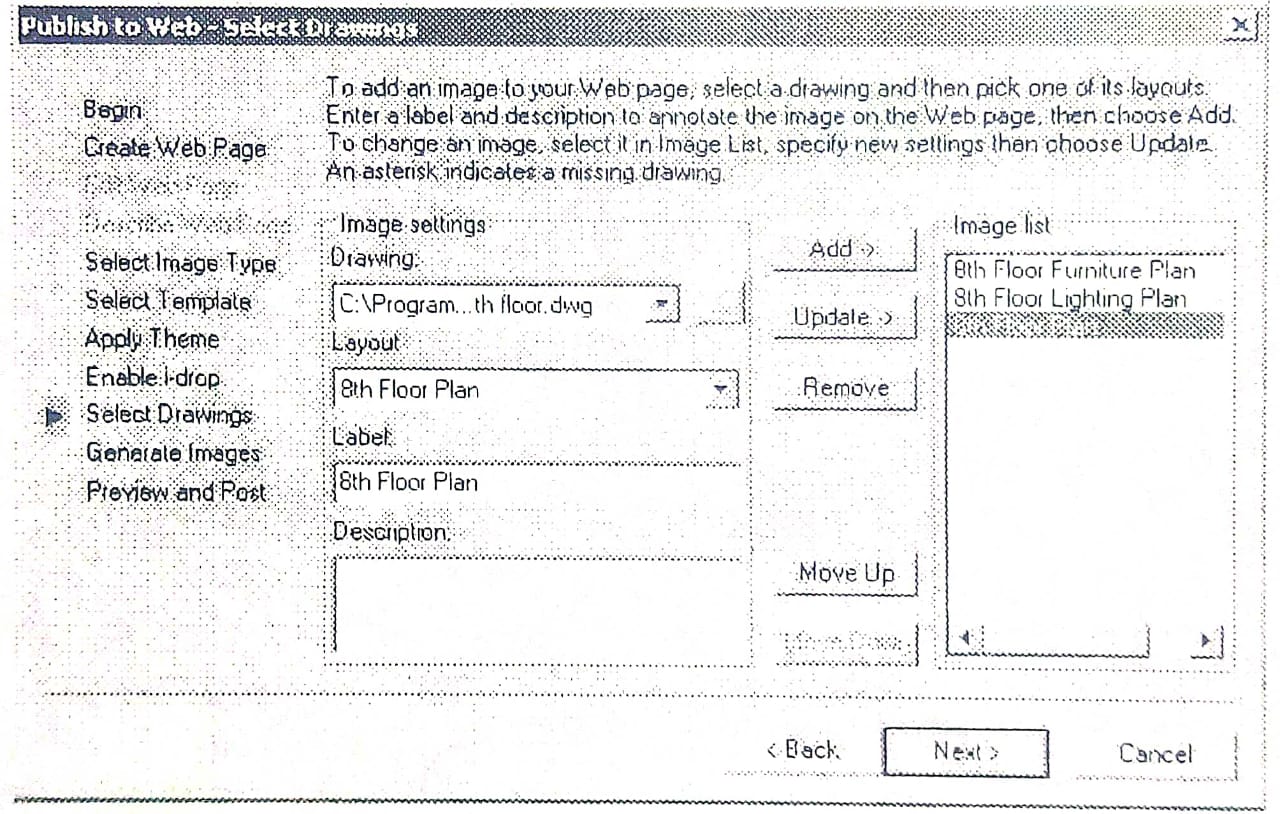 Publish to Web - Select Drawings
To add an image to your Web page, select a drawing and then pick one of its layouts.
Enter a label and description to annotate the image on the Web page, then choose Add.
To change an image, select it in Image List, specify new settings then choose Update.
An asterisk indicates a missing drawing.
Begin
Create Web Page
Select Image Type
Select Template
Apply Theme
Enable i-drop
Select Drawings
Generate Images
Preview and Post
Image settings
Drawing:
C:\Program...th floor.dwg
Layout:
8th Floor Plan
Label:
8th Floor Plan
Description:
Add ->
Update ->
Remove
Move Up
Image list
8th Floor Furniture Plan
8th Floor Lighting Plan
< Back
Next >
Cancel